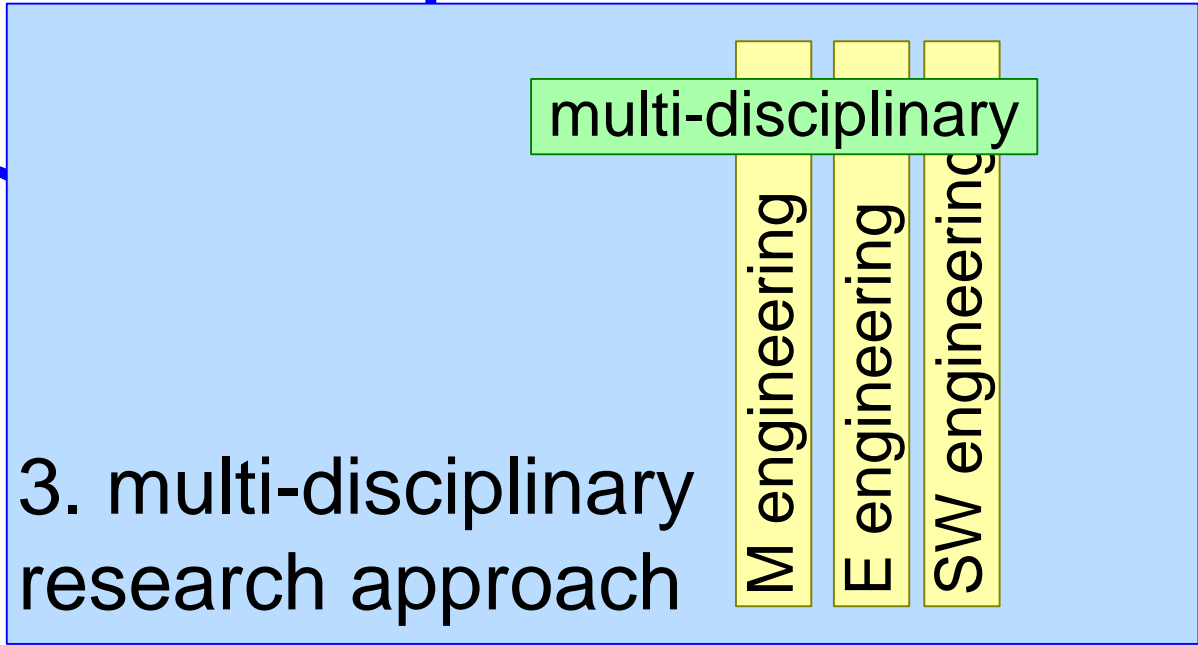 multi-disciplinary
M engineering
E engineering
SW engineering
3. multi-disciplinary
research approach